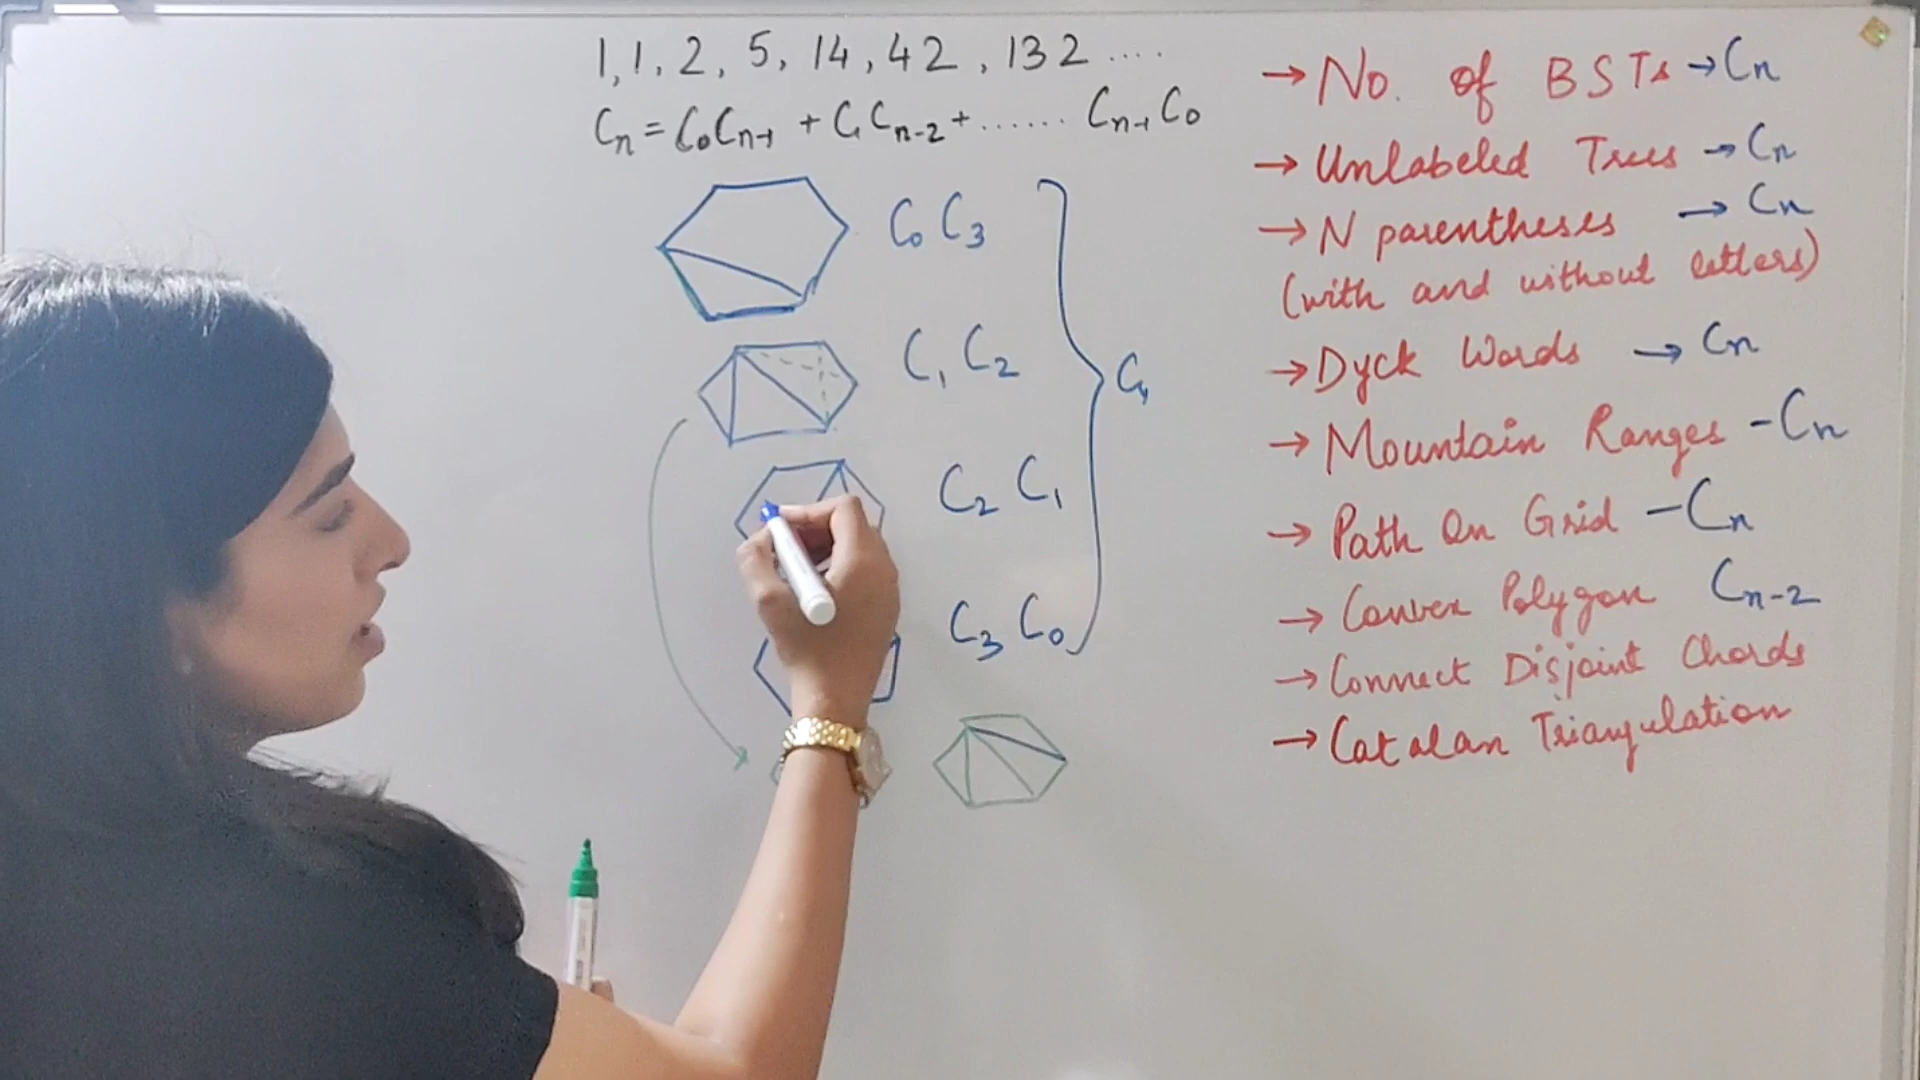 1, 1, 2, 5, 14, 42, 132 ....
Cn = C0Cn-1 + C1Cn-2 + ...... Cn-1C0
C0 C3
C1 C2
C2 C1
C3 C0
C4
→ No. of BSTs → Cn
→ Unlabeled Trees → Cn
→ N parentheses → Cn
(with and without letters)
→ Dyck Words → Cn
→ Mountain Ranges - Cn
→ Path On Grid - Cn
→ Convex Polygon Cn-2
→ Connect Disjoint Chords
→ Catalan Triangulation